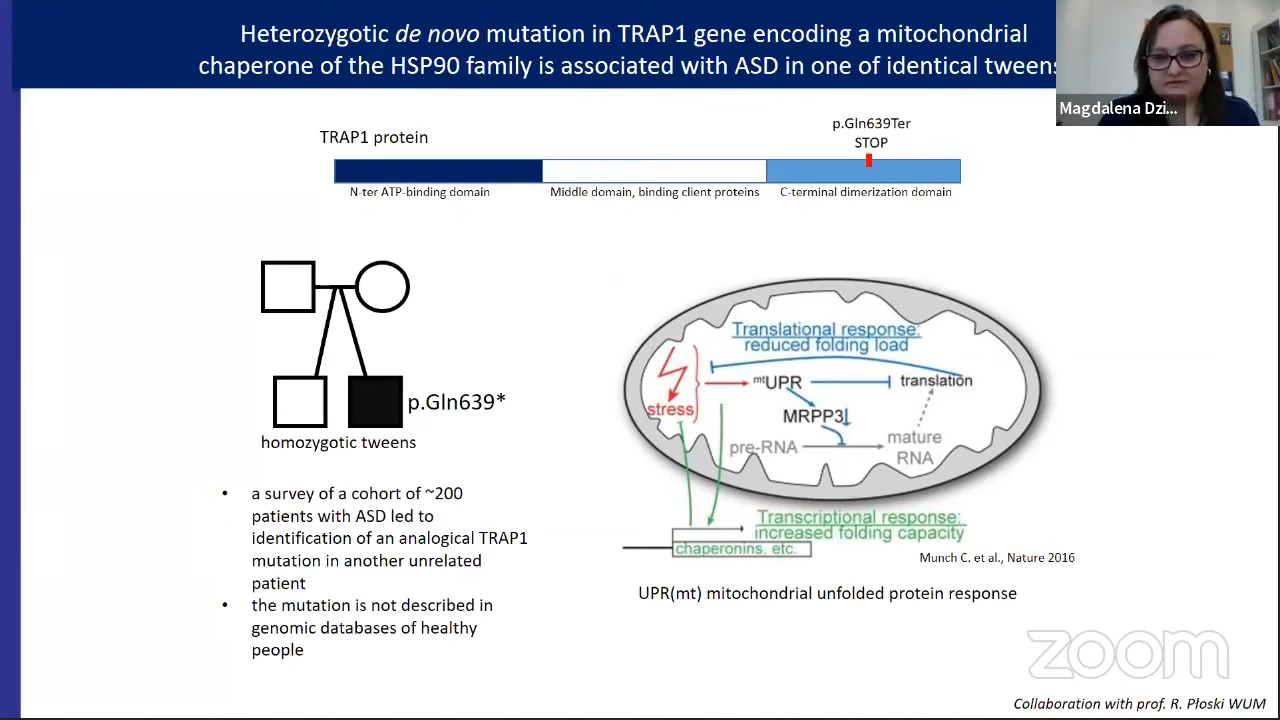 Heterozygotic de novo mutation in TRAP1 gene encoding a mitochondrial
chaperone of the HSP90 family is associated with ASD in one of identical tweens
Magdalena Dzi...
TRAP1 protein
p.Gln639Ter
STOP
N-ter ATP-binding domain
Middle domain, binding client proteins
C-terminal dimerization domain
p.Gln639*
homozygotic tweens
• a survey of a cohort of ~200
patients with ASD led to
identification of an analogical TRAP1
mutation in another unrelated
patient
• the mutation is not described in
genomic databases of healthy
people
Translational response:
reduced folding load
stress
mtUPR
translation
MRPP3
pre-RNA
mature
RNA
Transcriptional response:
increased folding capacity
chaperonins, etc.
Munch C. et al., Nature 2016
UPR(mt) mitochondrial unfolded protein response
zoom
Collaboration with prof. R. Płoski WUM